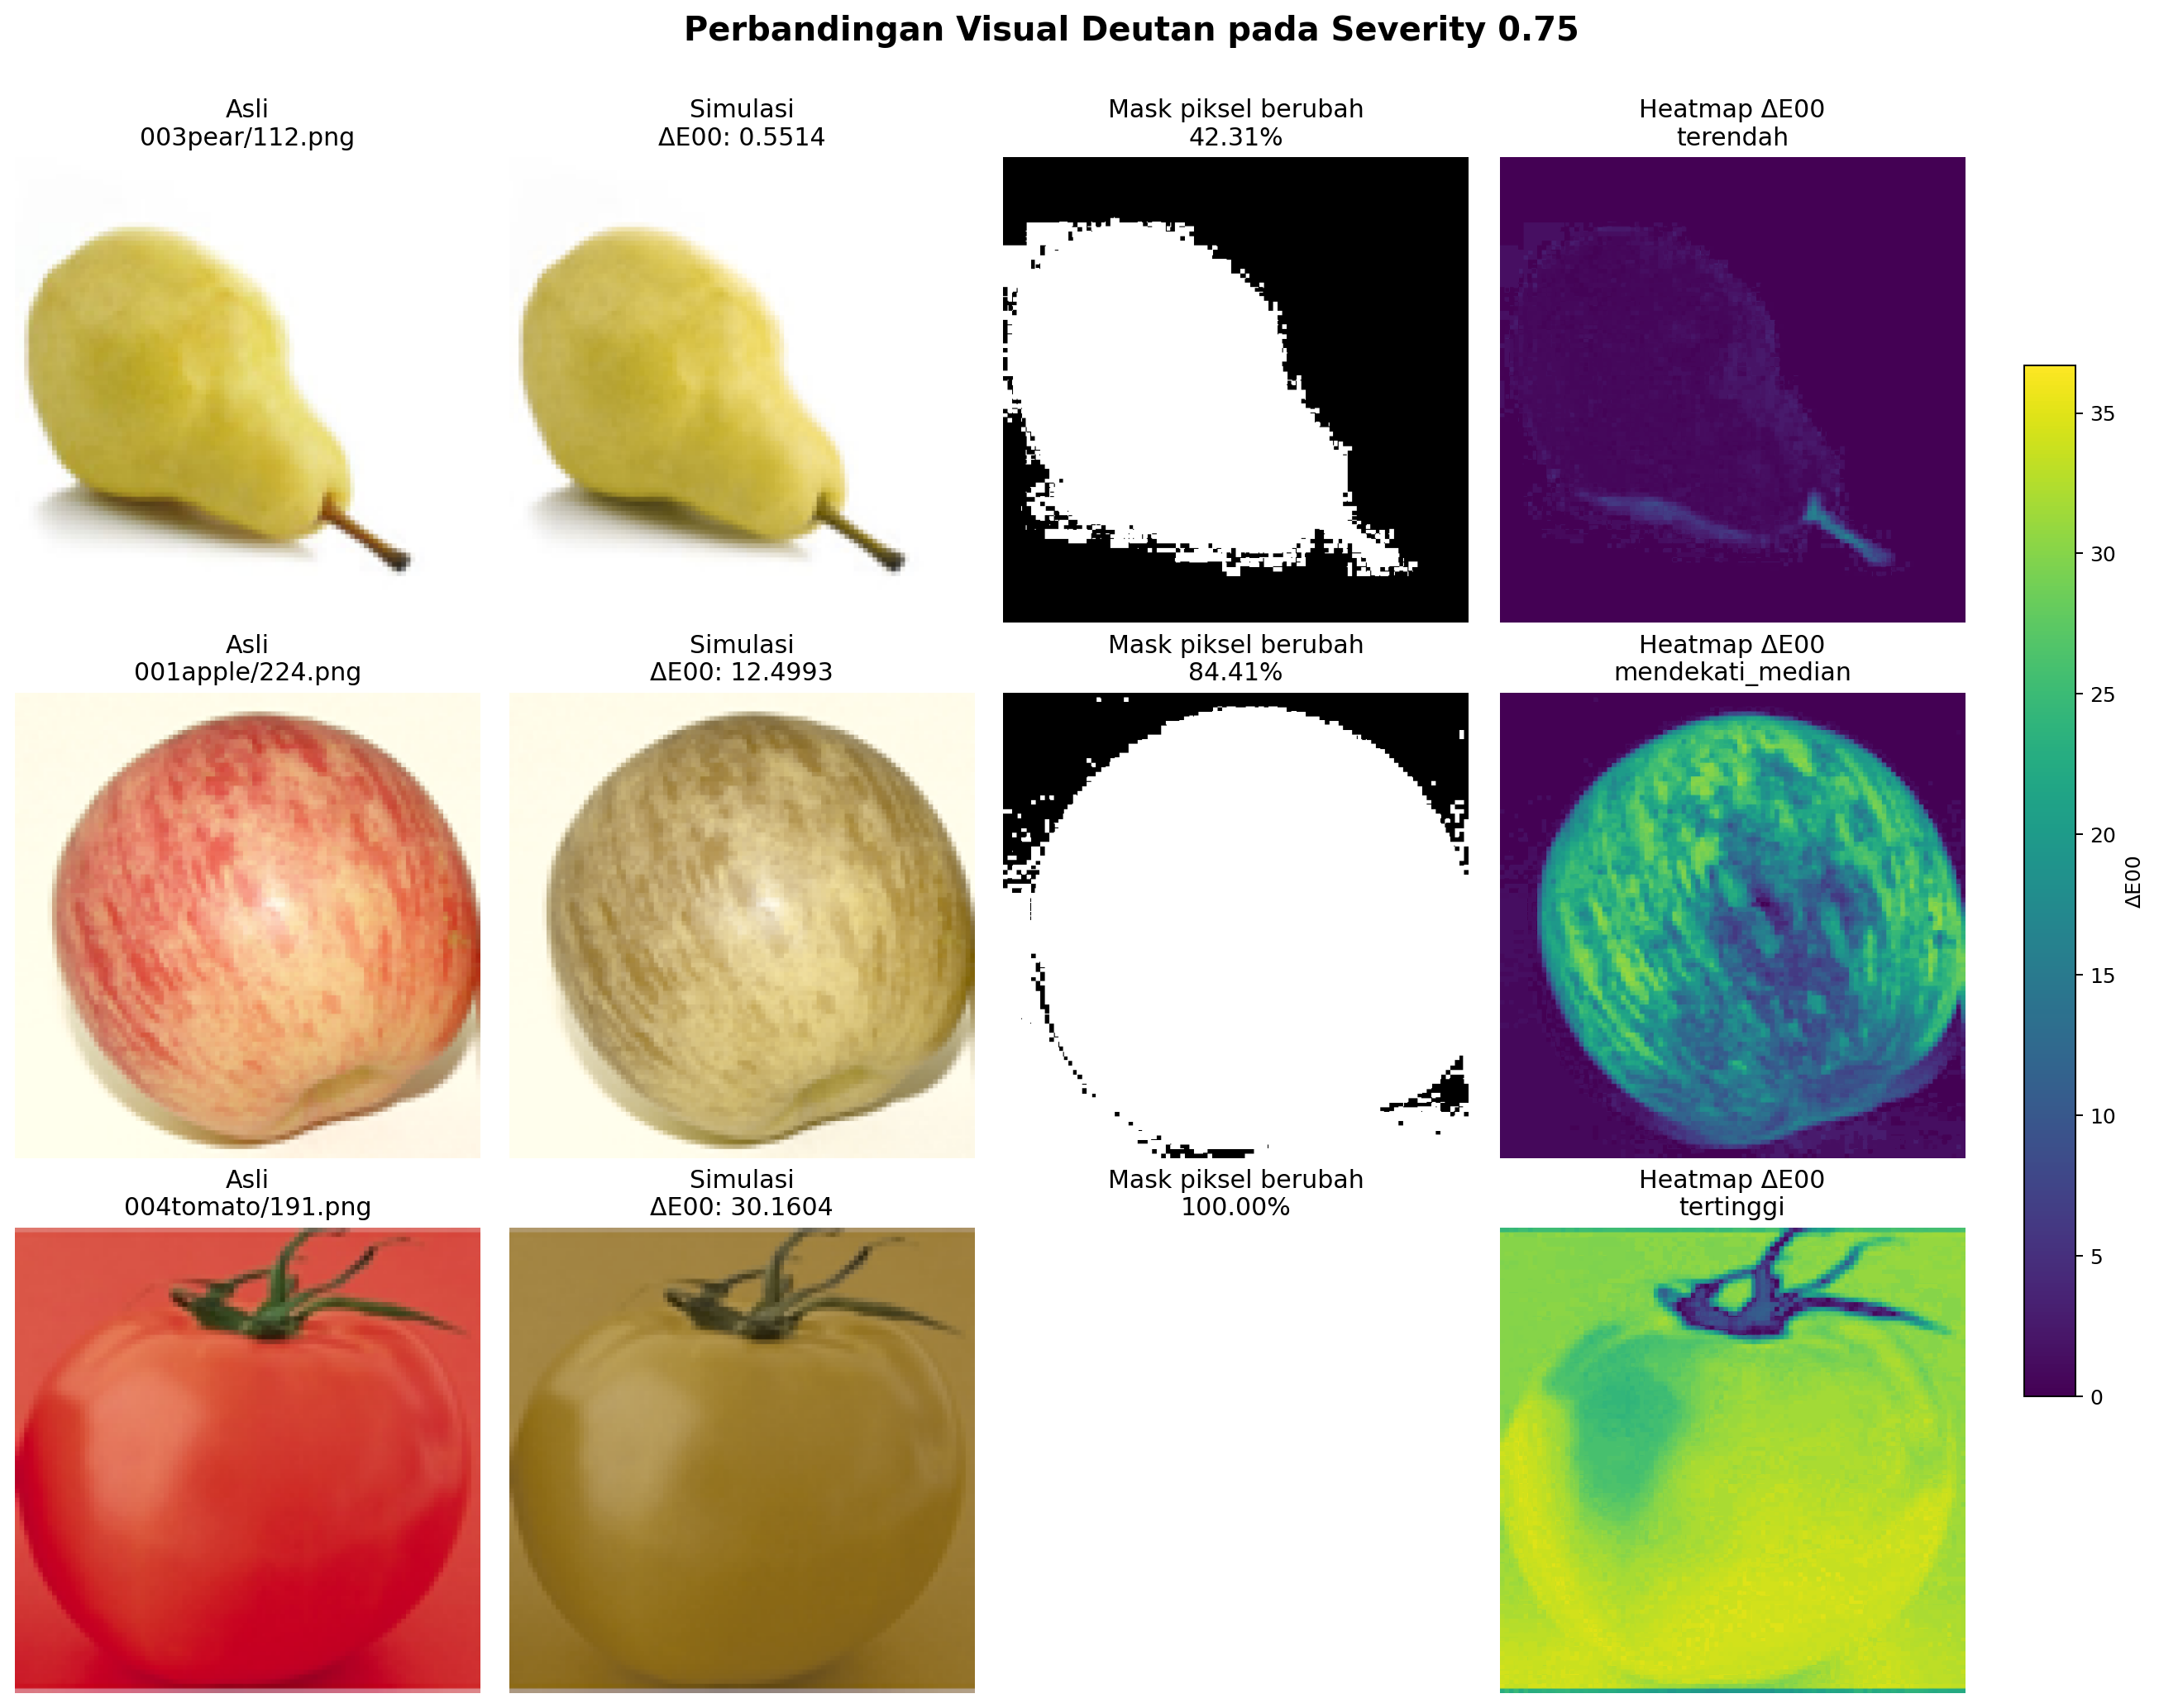 Perbandingan Visual Deutan pada Severity 0.75
Asli
003pear/112.png
Simulasi
ΔE00: 0.5514
Mask piksel berubah
42.31%
Heatmap ΔE00
terendah
Asli
001apple/224.png
Simulasi
ΔE00: 12.4993
Mask piksel berubah
84.41%
Heatmap ΔE00
mendekati_median
Asli
004tomato/191.png
Simulasi
ΔE00: 30.1604
Mask piksel berubah
100.00%
Heatmap ΔE00
tertinggi
35
30
25
20
15
10
5
0
ΔE00